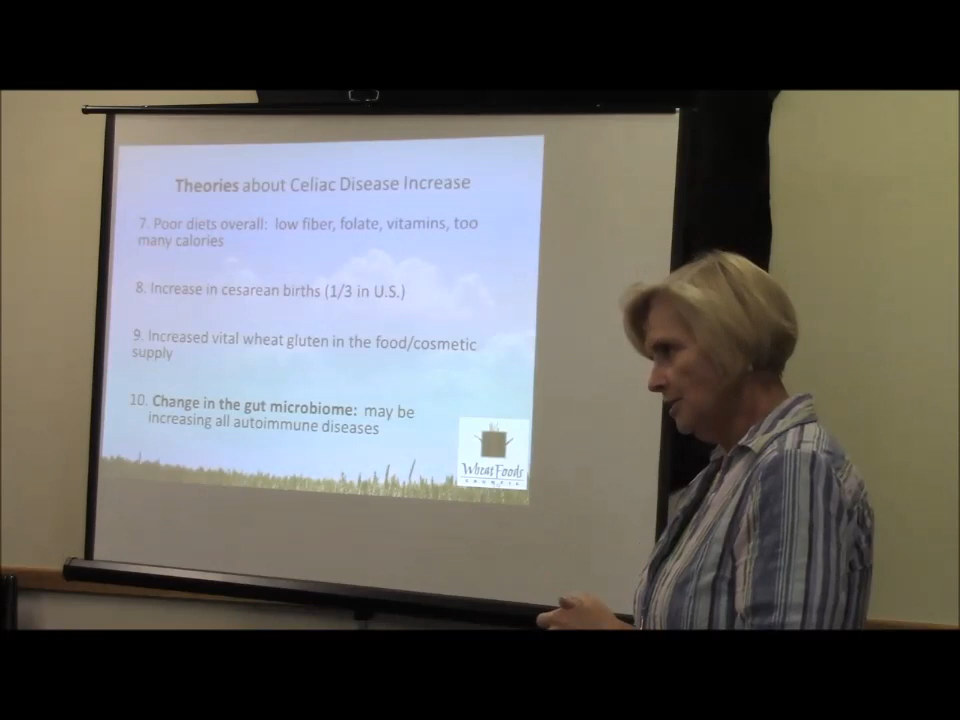 Theories about Celiac Disease Increase
7. Poor diets overall: low fiber, folate, vitamins, too
many calories
8. Increase in cesarean births (1/3 in U.S.)
9. Increased vital wheat gluten in the food/cosmetic
supply
10. Change in the gut microbiome: may be
increasing all autoimmune diseases
Wheat Foods